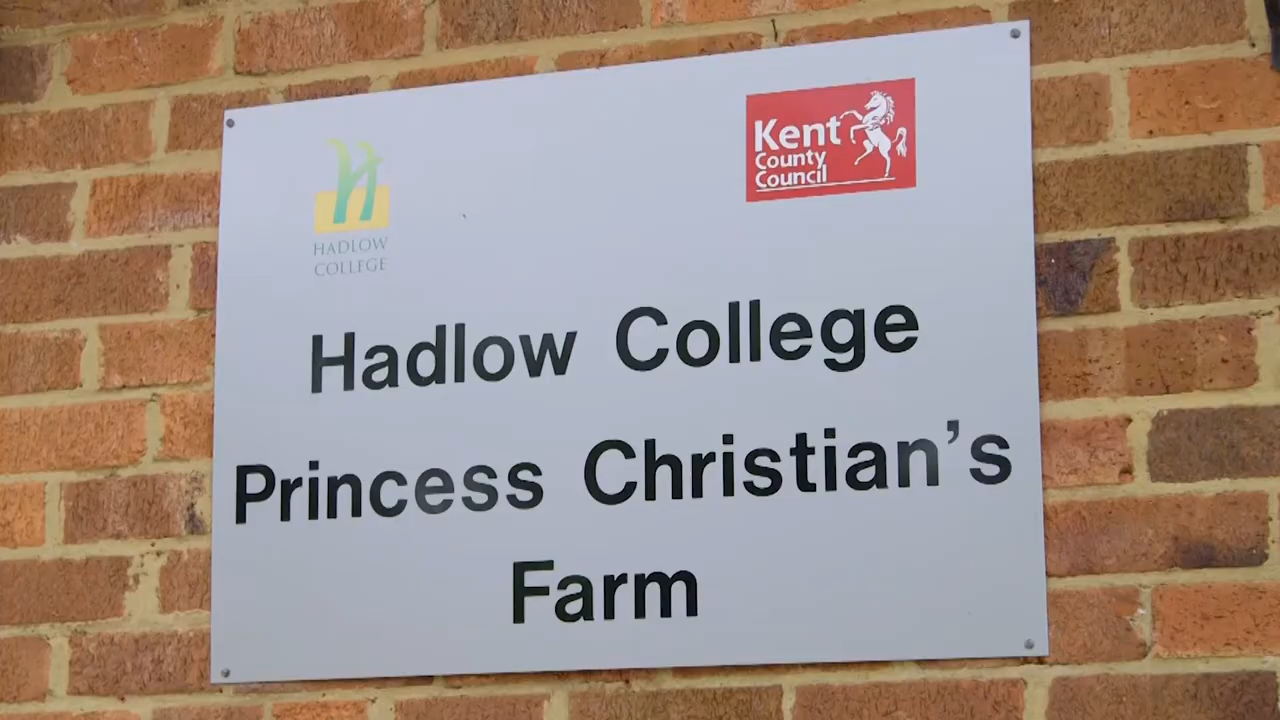 HADLOW
COLLEGE
Kent
County
Council
Hadlow College
Princess Christian's
Farm